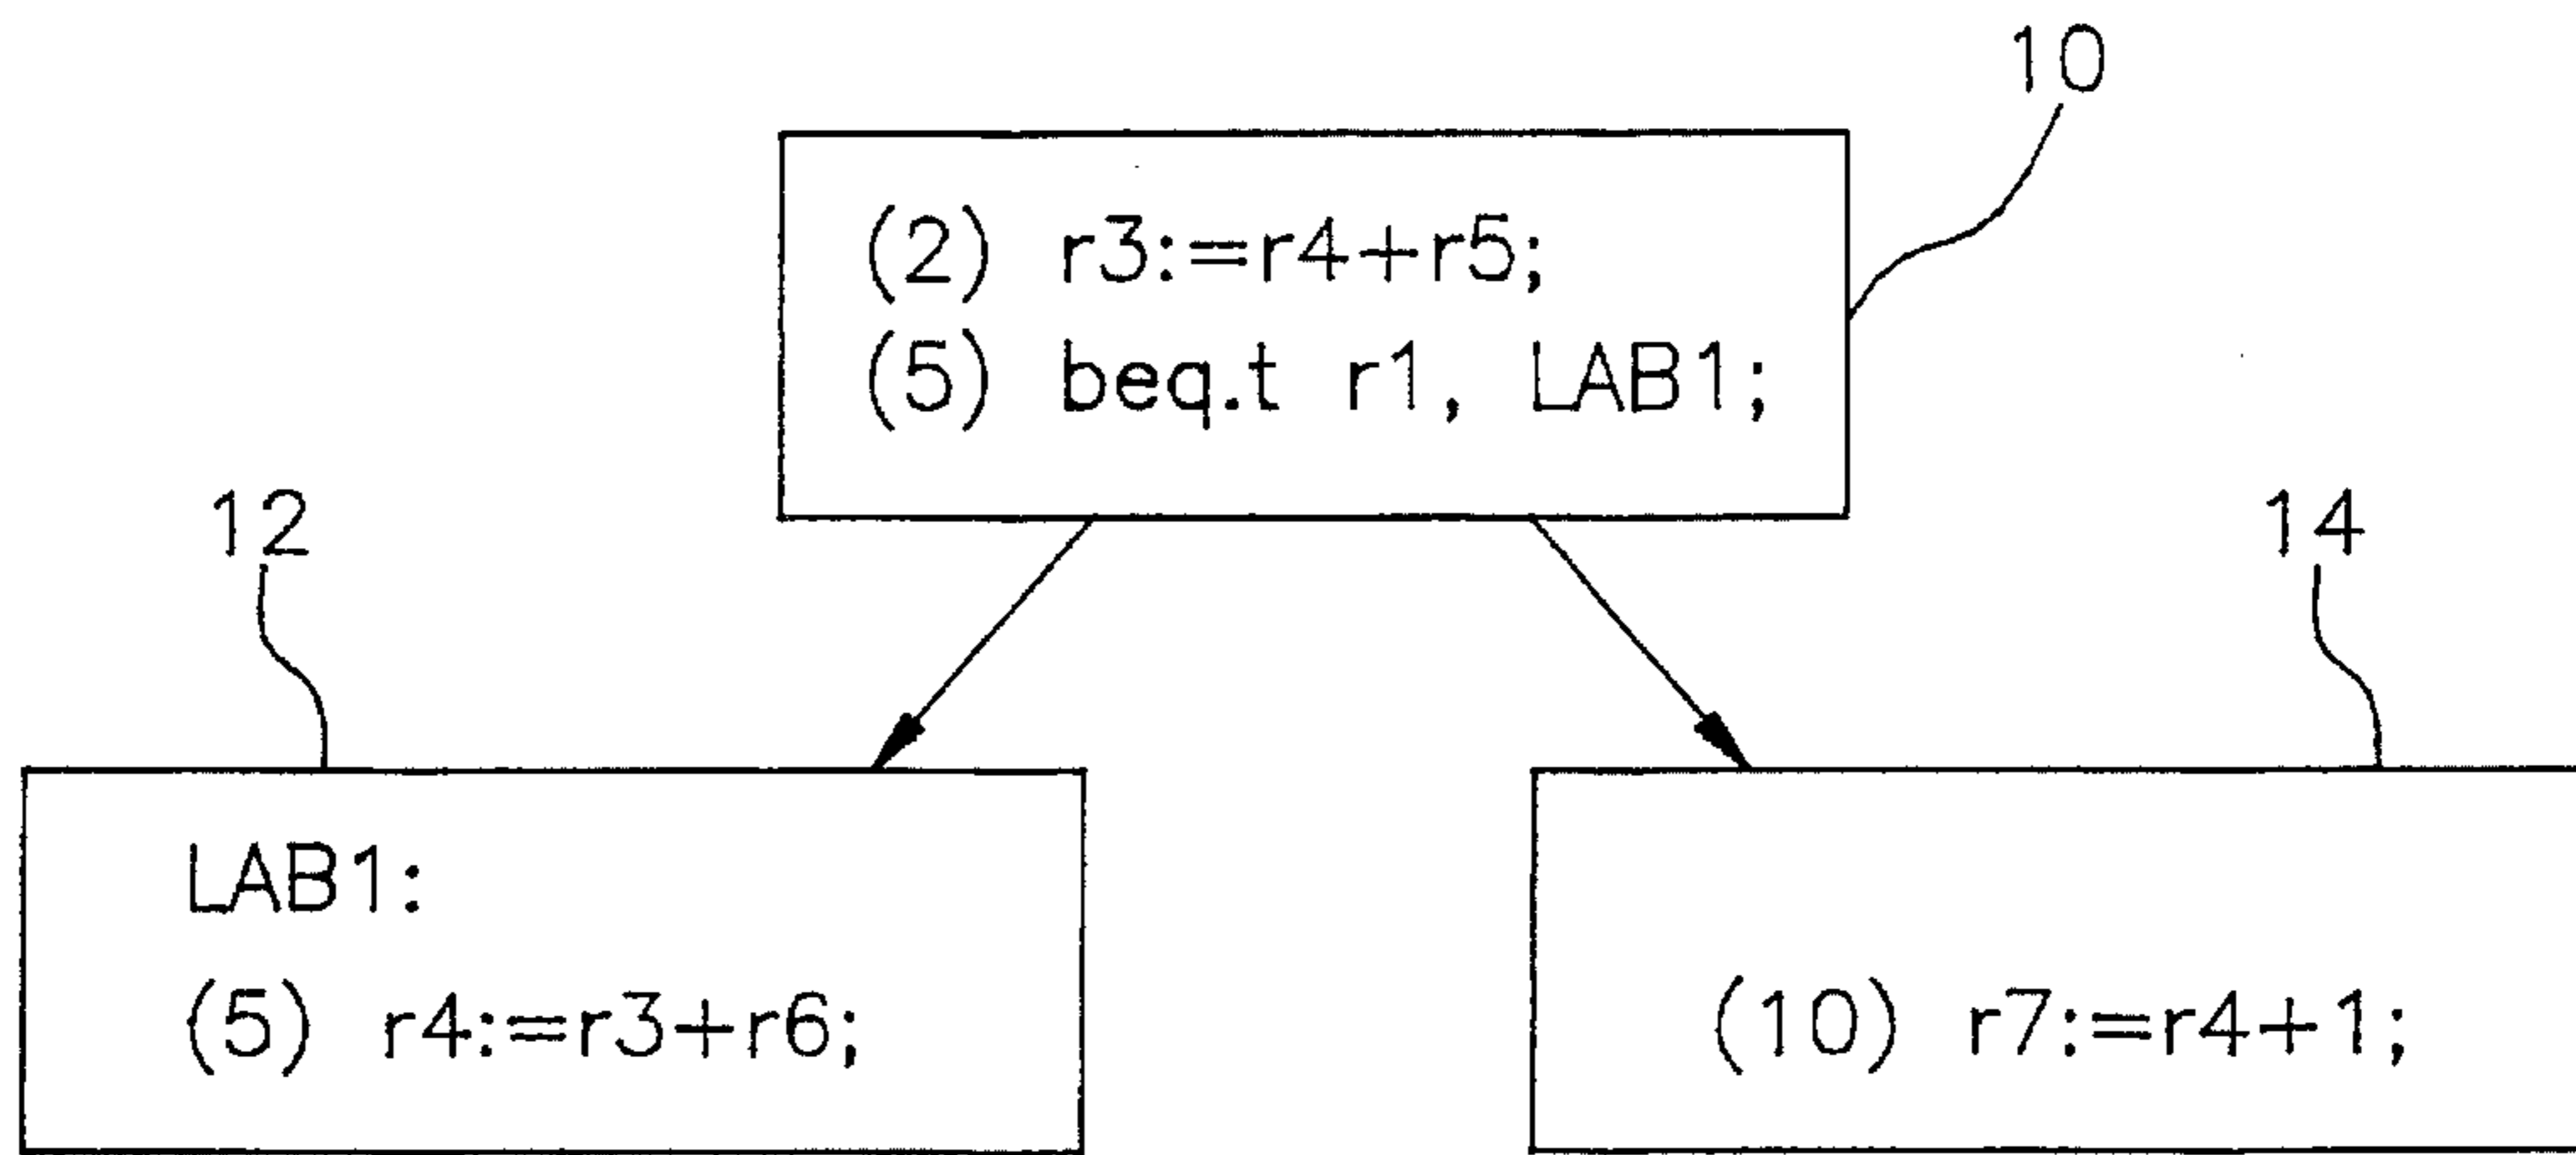 10
(2) r3:=r4+r5;
(5) beq.t r1, LAB1;
12
14
LAB1:
(5) r4:=r3+r6;
(10) r7:=r4+1;